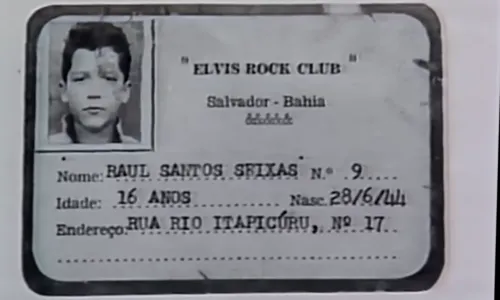 " ELVIS ROCK CLUB "
Salvador - Bahia
&&&&&
Nome: RAUL SANTOS SEIXAS N.º 9
Idade: 16 ANOS Nasc. 28/6/44
Endereço: RUA RIO ITAPICÚRU, Nº 17